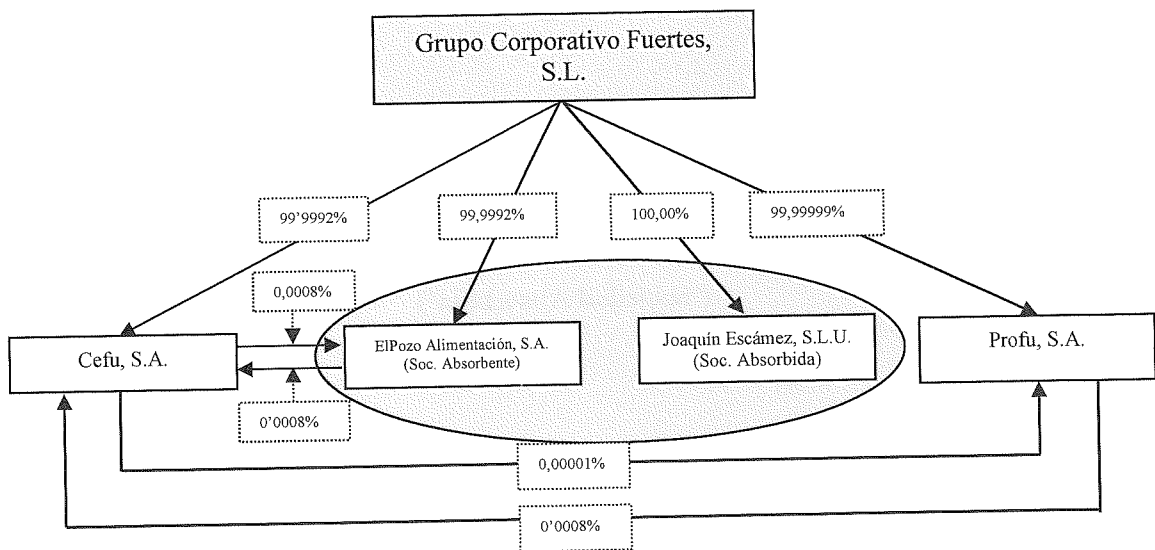 Grupo Corporativo Fuertes,
S.L.
99'9992%
99,9992%
100,00%
99,99999%
0,0008%
Cefu, S.A.
ElPozo Alimentación, S.A.
(Soc. Absorbente)
Joaquín Escámez, S.L.U.
(Soc. Absorbida)
Profu, S.A.
0'0008%
0,00001%
0'0008%